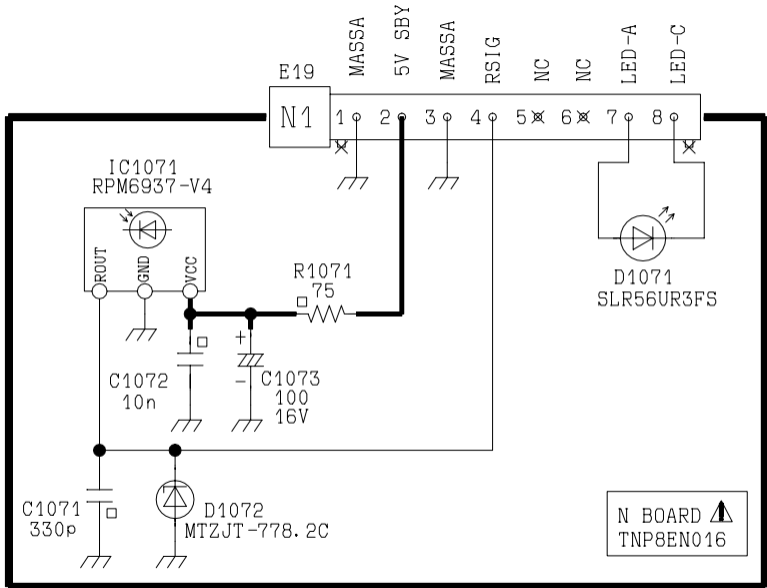 E19
N1
MASSA
5V SBY
MASSA
RSIG
NC
NC
LED-A
LED-C
1
2
3
4
5
6
7
8
IC1071
RPM6937-V4
ROUT
GND
VCC
R1071
75
D1071
SLR56UR3FS
C1072
10n
+
-
C1073
100
16V
C1071
330p
D1072
MTZJT-778.2C
N BOARD
TNP8EN016